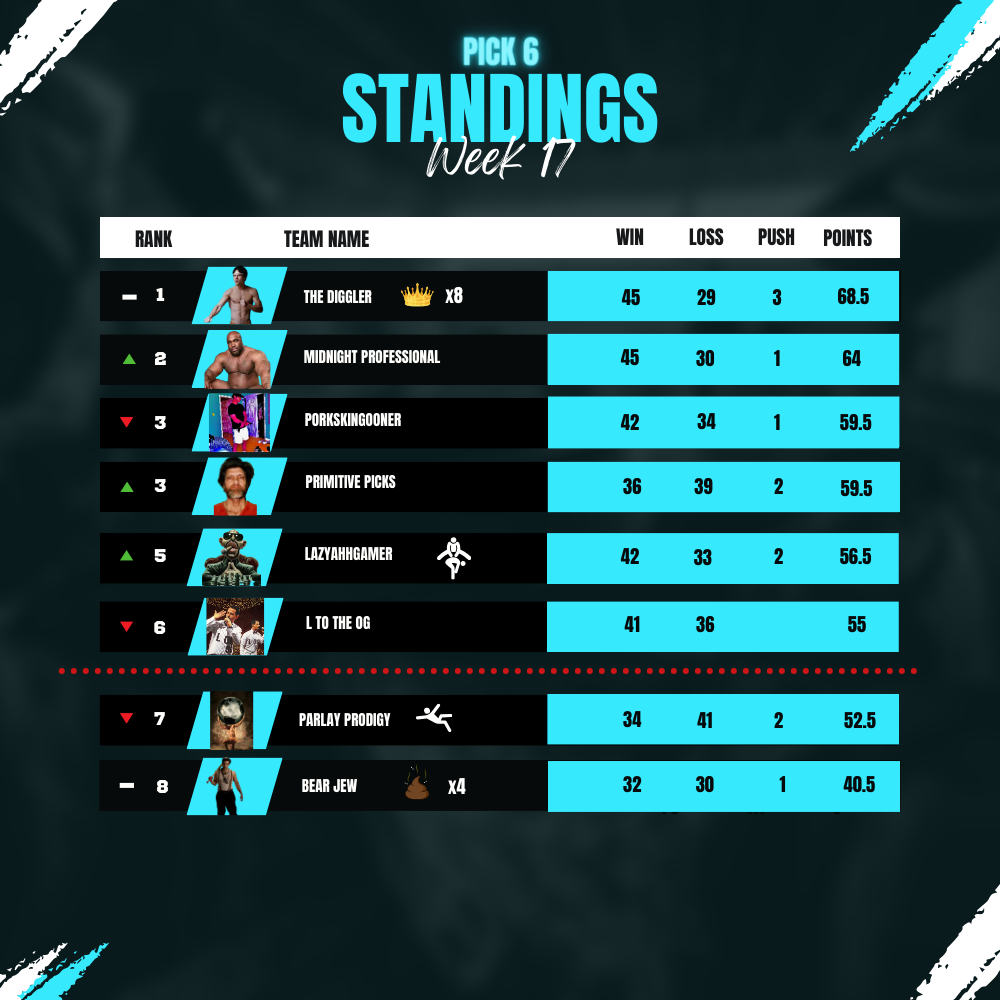 PICK 6
STANDINGS
Week 17
RANK TEAM NAME WIN LOSS PUSH POINTS
1 THE DIGGLER x8 45 29 3 68.5
2 MIDNIGHT PROFESSIONAL 45 30 1 64
3 PORKSKINGOONER 42 34 1 59.5
3 PRIMITIVE PICKS 36 39 2 59.5
5 LAZYAHHGAMER 42 33 2 56.5
6 L TO THE OG 41 36 55
7 PARLAY PRODIGY 34 41 2 52.5
8 BEAR JEW x4 32 30 1 40.5